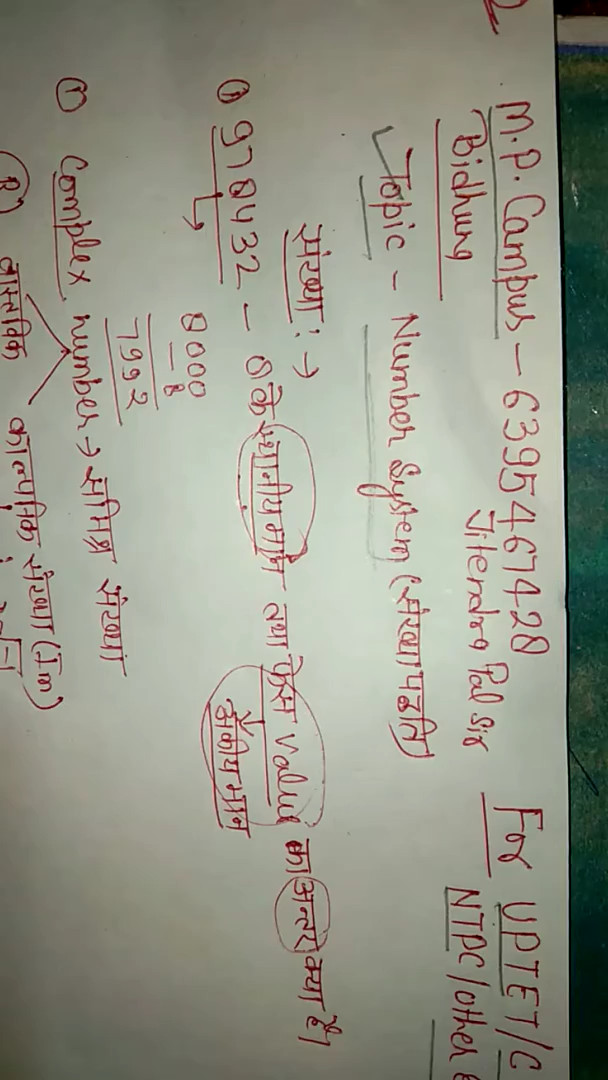 M.P. Campus - 6395467428 For UPTET/C
Bidhuna Jitendra Pal Sir NTPC/other
Topic - Number System (संख्या पद्धति)
संख्या :→
① 978432 - 8 के स्थानीय मान तथा फेस Value का अन्तर क्या है।
अंकीय मान
8000
- 8
7992
① Complex number → समिश्र संख्या
(R) वास्तविक काल्पनिक संख्या (Im)